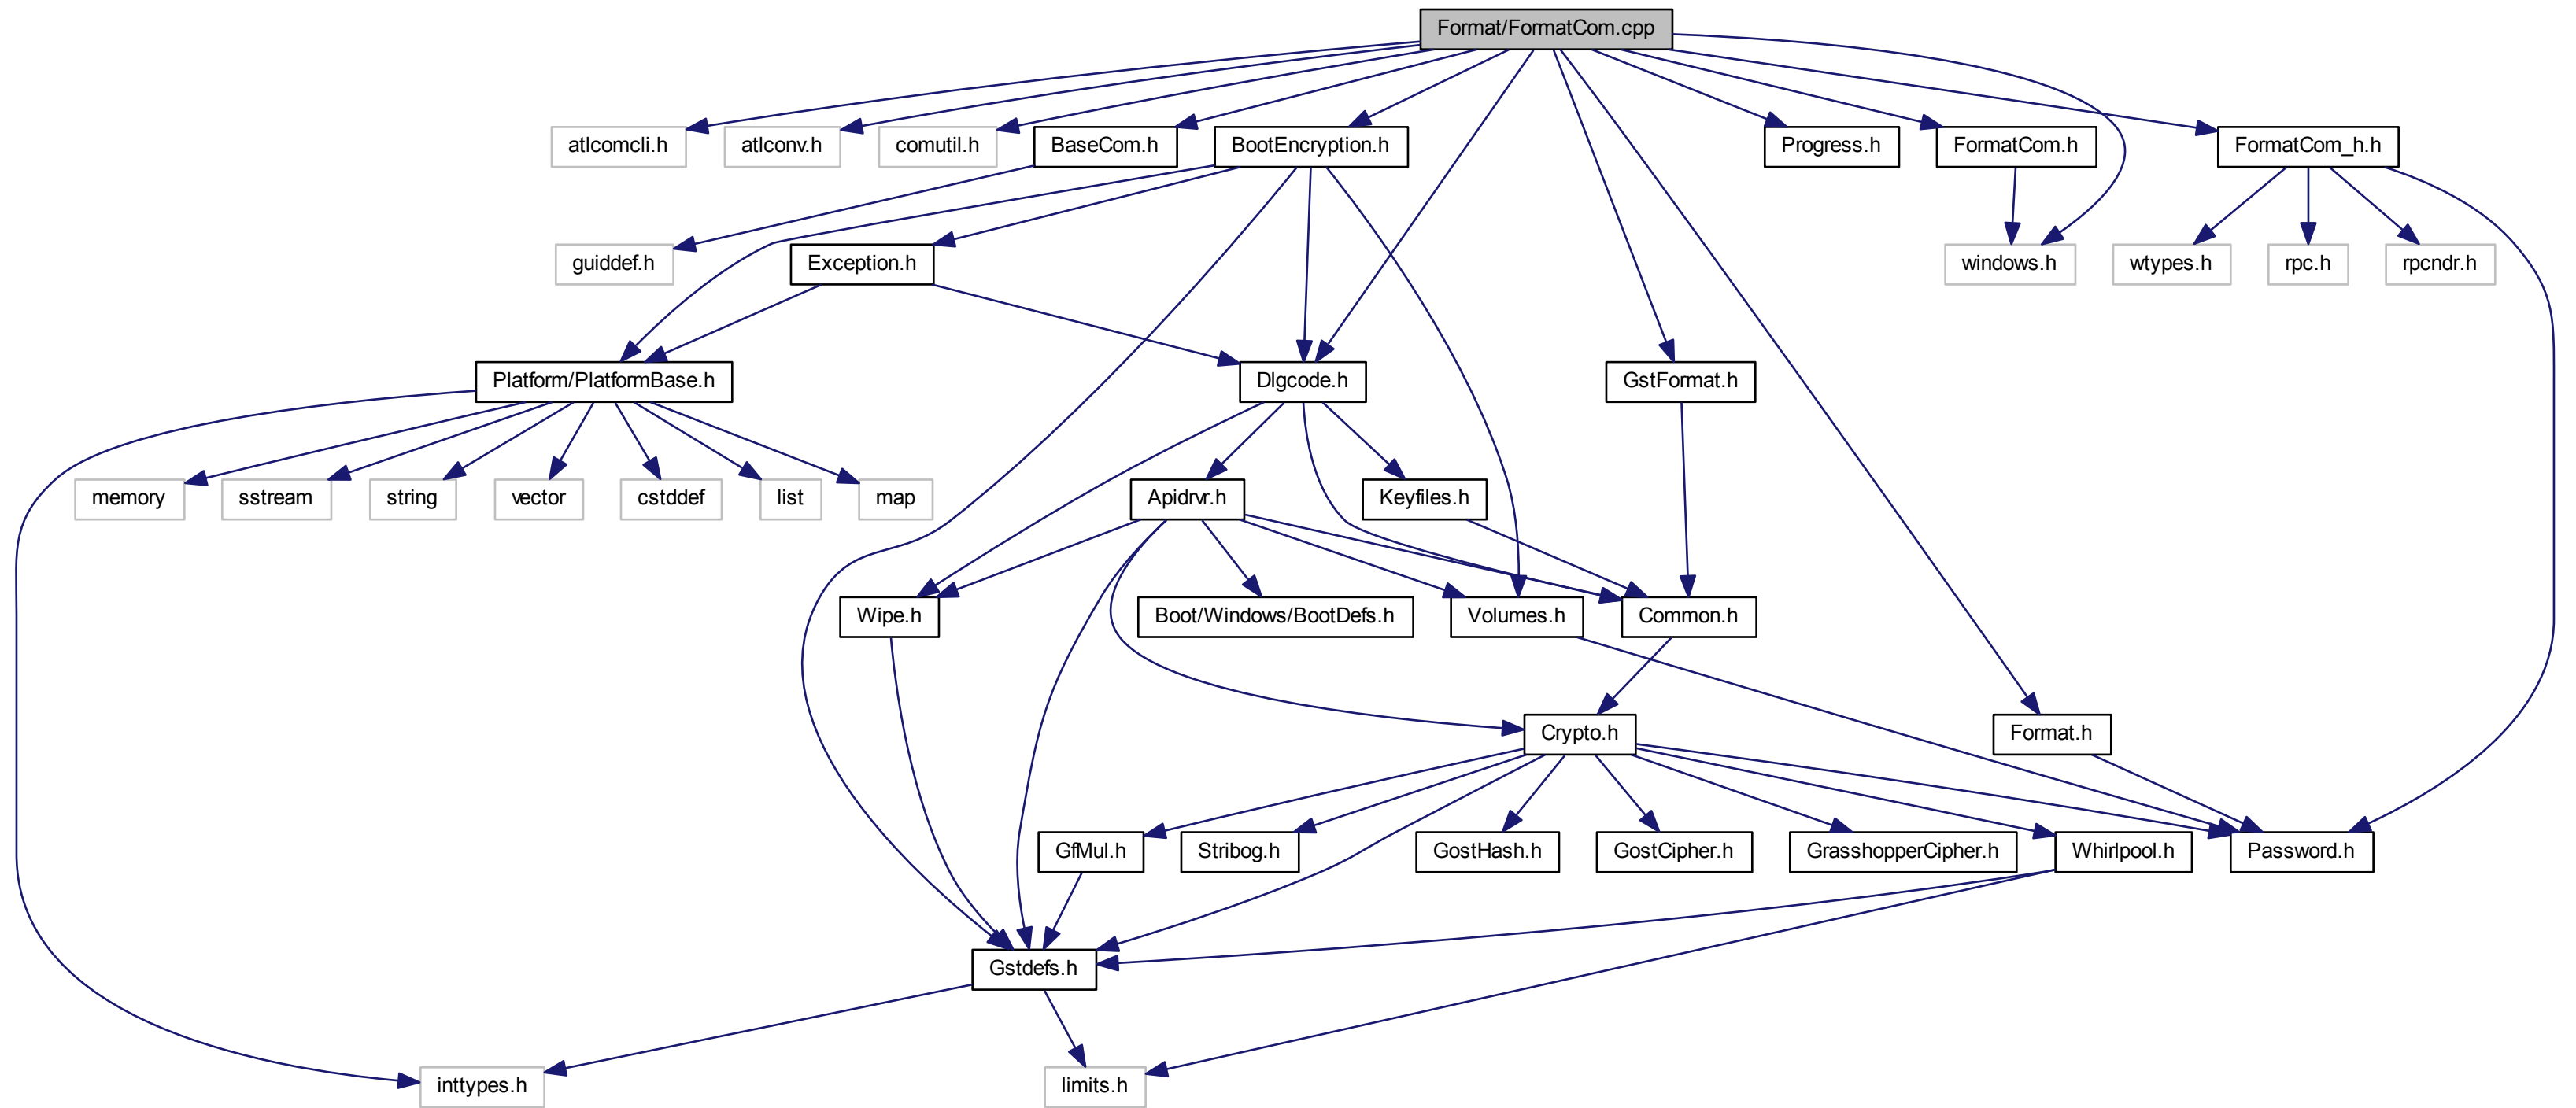 Format/FormatCom.cpp
atlcomcli.h
atlconv.h
comutil.h
BaseCom.h
BootEncryption.h
Progress.h
FormatCom.h
FormatCom_h.h
guiddef.h
Exception.h
windows.h
wtypes.h
rpc.h
rpcndr.h
Platform/PlatformBase.h
Dlgcode.h
GstFormat.h
memory
sstream
string
vector
cstddef
list
map
Apidrvr.h
Keyfiles.h
Wipe.h
Boot/Windows/BootDefs.h
Volumes.h
Common.h
Crypto.h
Format.h
GfMul.h
Stribog.h
GostHash.h
GostCipher.h
GrasshopperCipher.h
Whirlpool.h
Password.h
Gstdefs.h
inttypes.h
limits.h